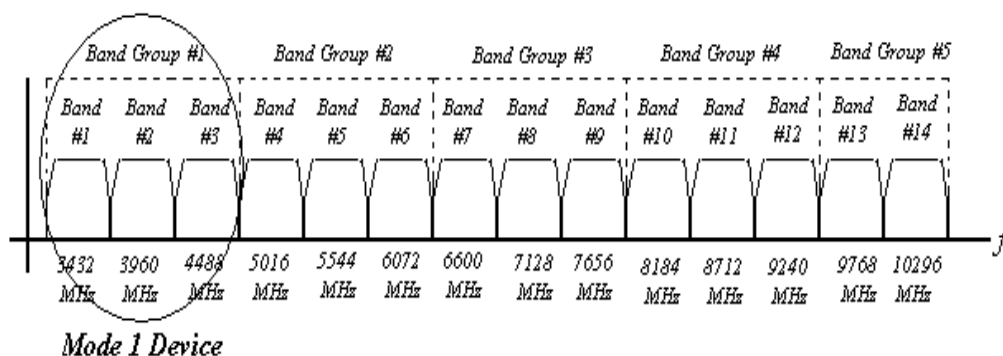 Band Group #1 Band Group #2 Band Group #3 Band Group #4 Band Group #5
Band Band Band Band Band Band Band Band Band Band Band Band Band Band
#1 #2 #3 #4 #5 #6 #7 #8 #9 #10 #11 #12 #13 #14
f
3432 3960 4488 5016 5544 6072 6600 7128 7656 8184 8712 9240 9768 10296
MHz MHz MHz MHz MHz MHz MHz MHz MHz MHz MHz MHz MHz MHz
Mode 1 Device